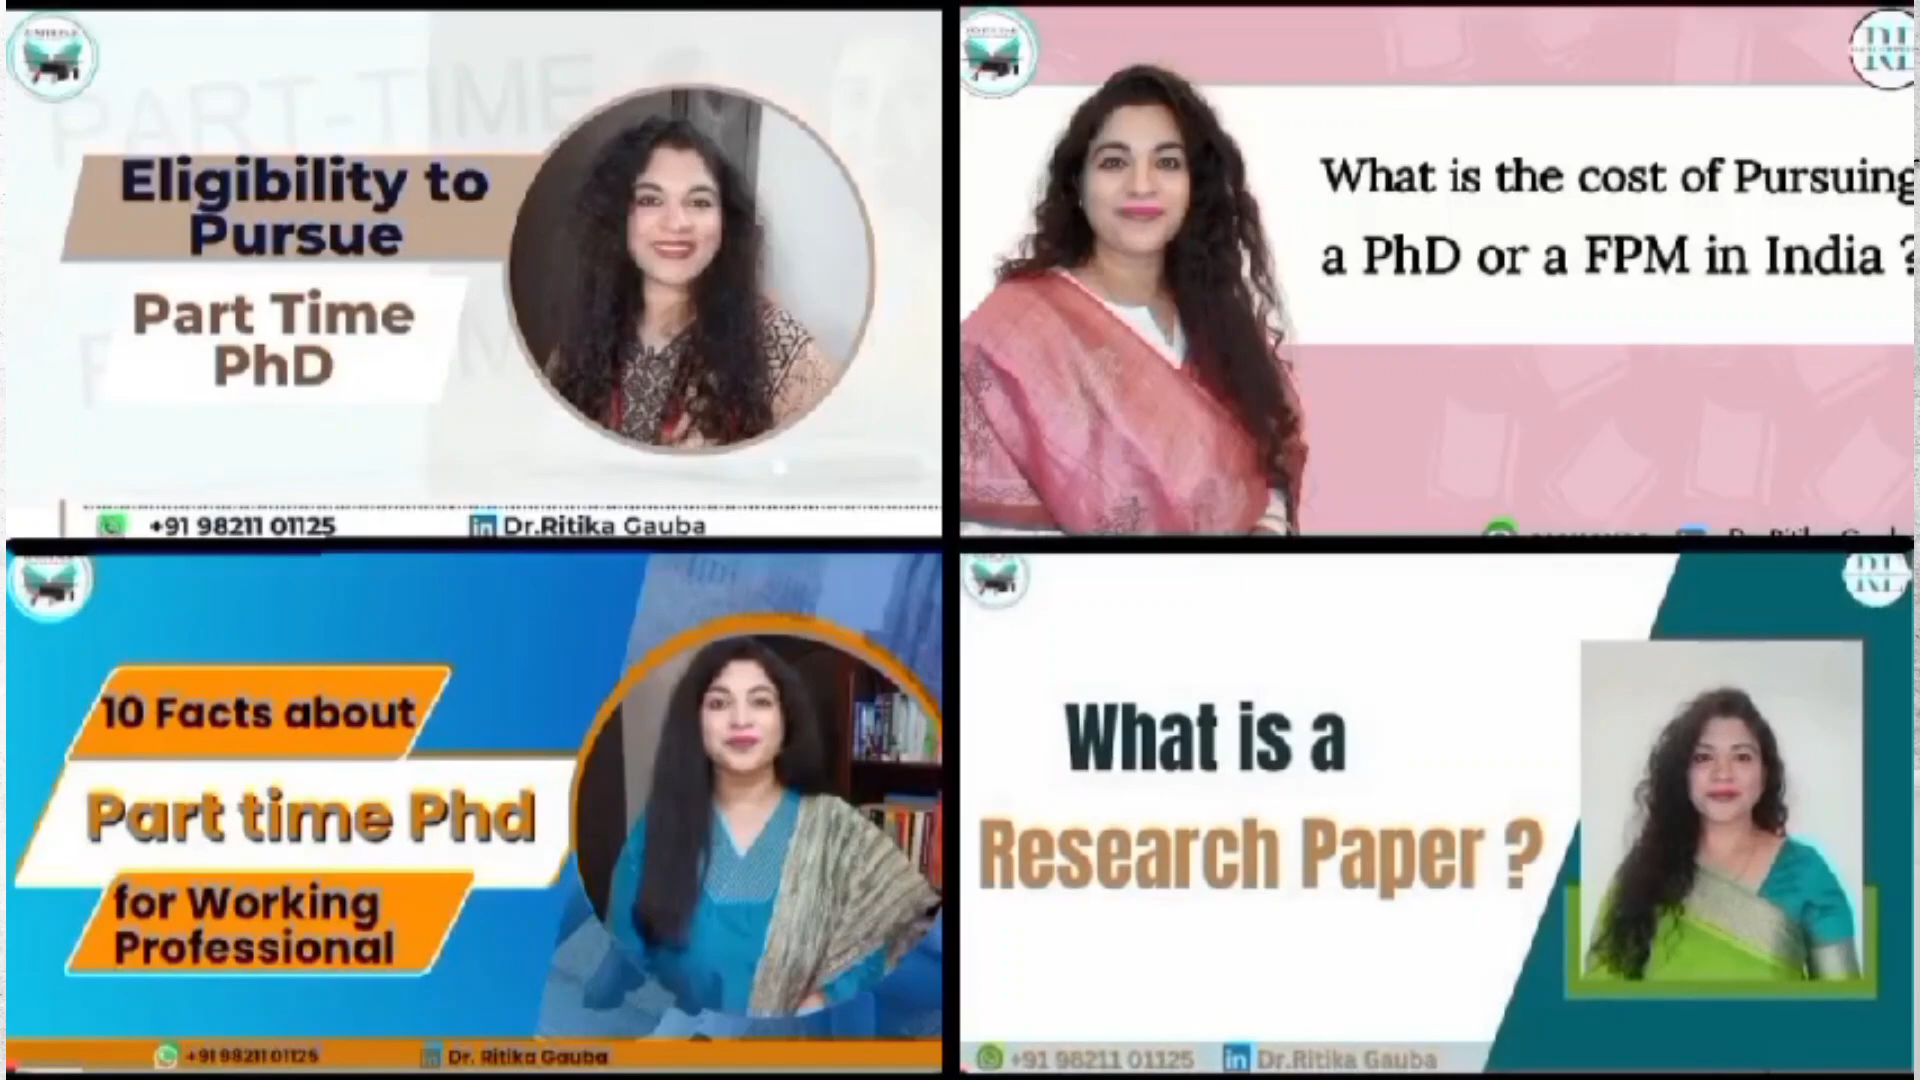 PART-TIME
Eligibility to
Pursue
Part Time
PhD
+91 98211 01125
Dr.Ritika Gauba
RL
What is the cost of Pursuing
a PhD or a FPM in India ?
10 Facts about
Part time Phd
for Working
Professional
+91 98211 01125
Dr. Ritika Gauba
RL
What is a
Research Paper ?
+91 98211 01125
Dr.Ritika Gauba